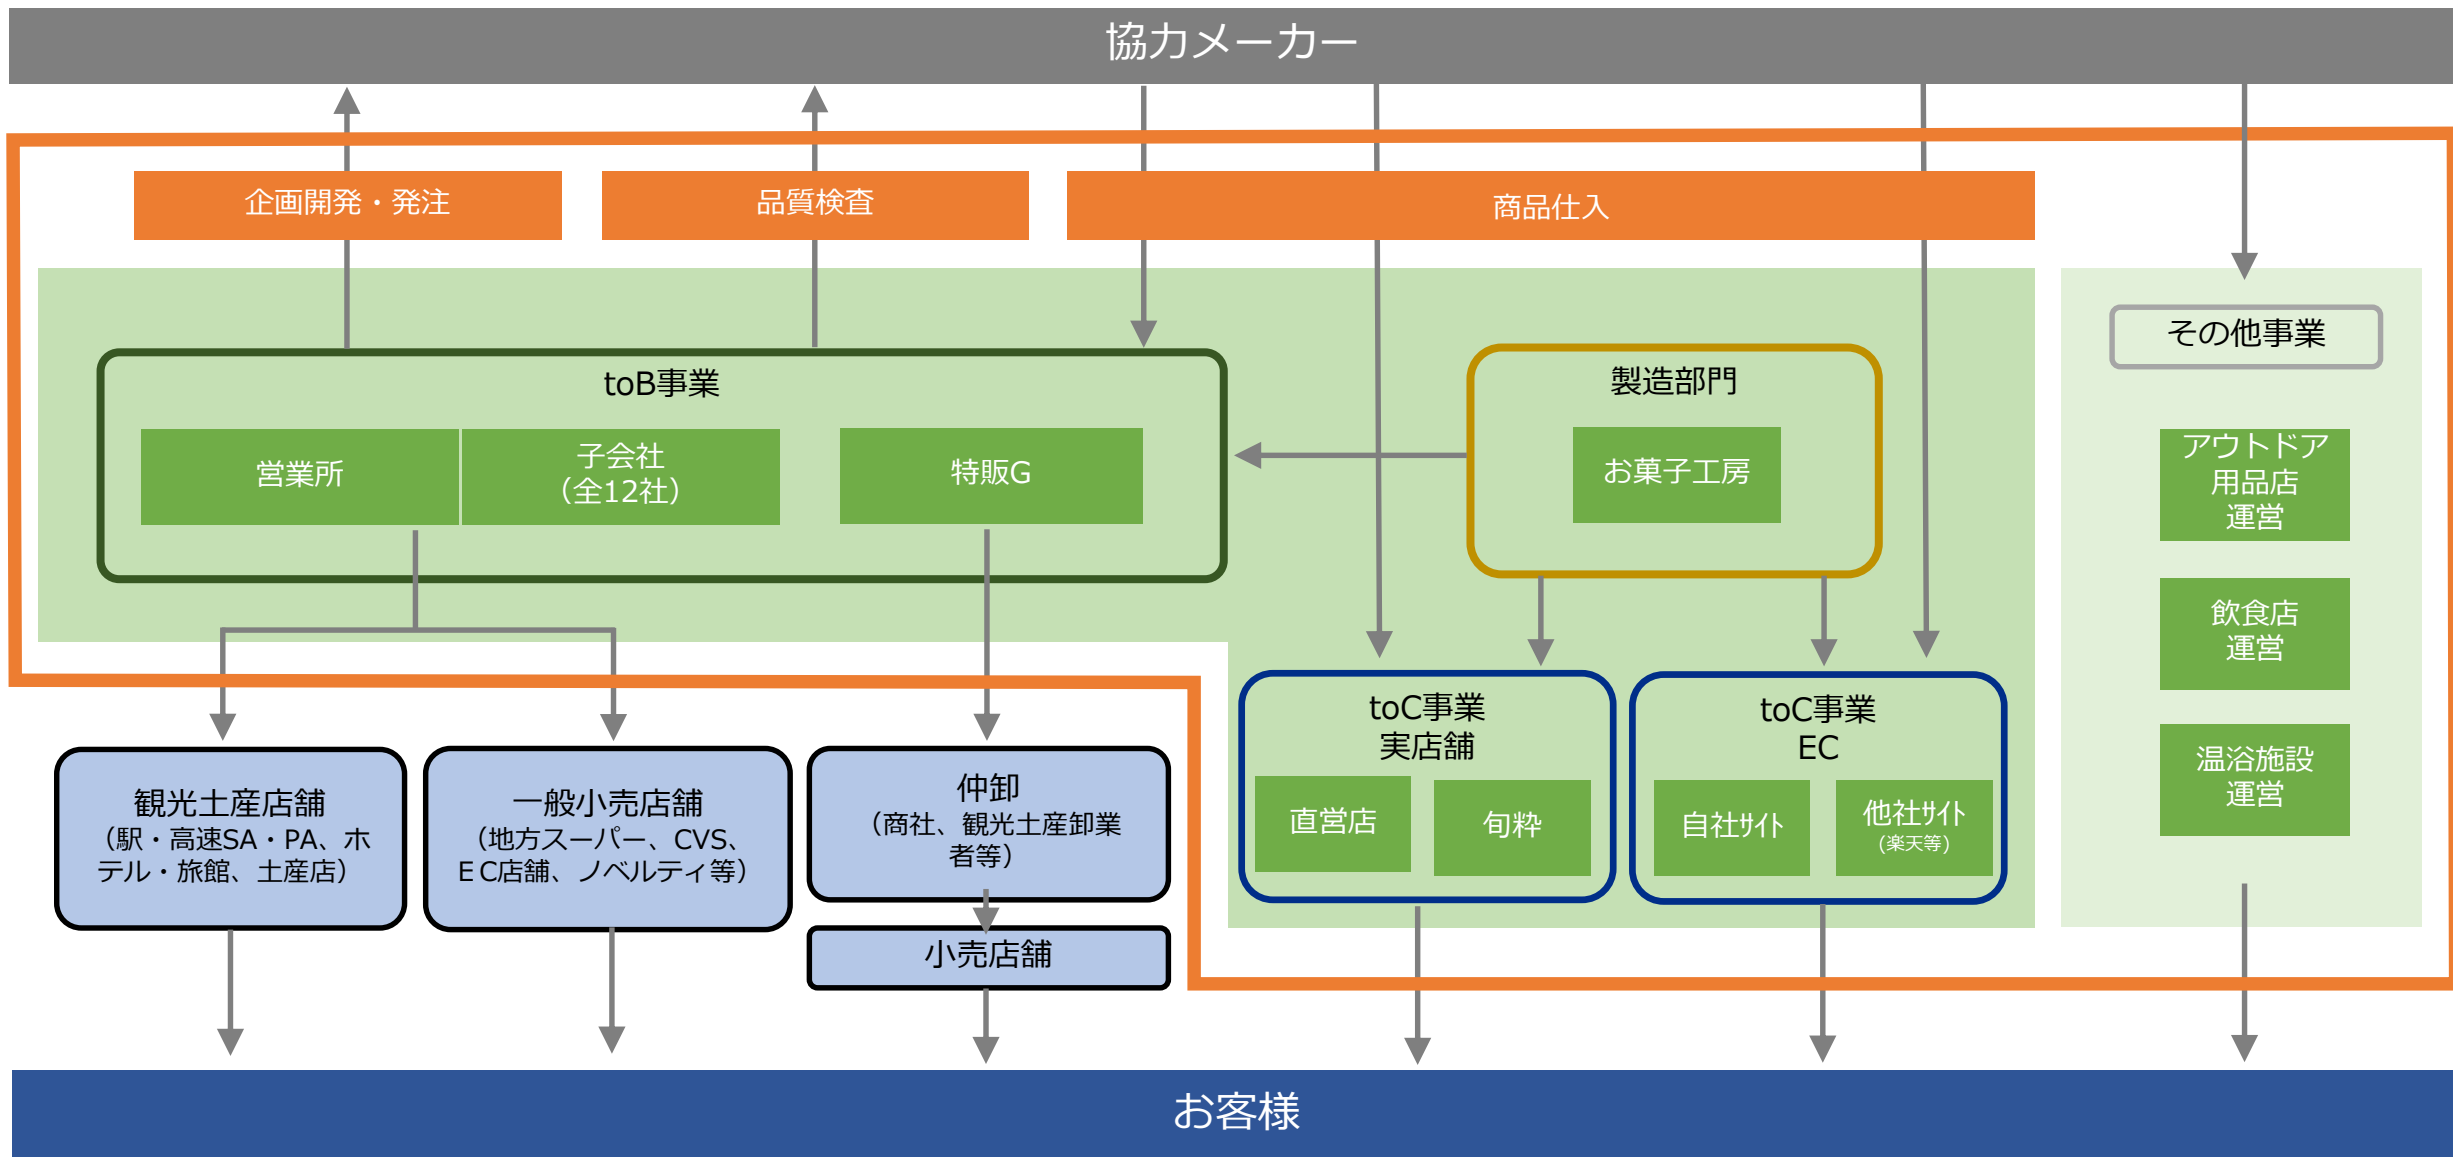 協力メーカー
企画開発・発注
品質検査
商品仕入
toB事業
営業所
子会社
（全12社）
特販G
製造部門
お菓子工房
その他事業
アウトドア
用品店
運営
飲食店
運営
温浴施設
運営
toC事業
実店舗
直営店
旬粋
toC事業
EC
自社ｻｲﾄ
他社ｻｲﾄ
（楽天等）
観光土産店舗
（駅・高速SA・PA、ホ
テル・旅館、土産店）
一般小売店舗
（地方スーパー、CVS、
ＥC店舗、ノベルティ等）
仲卸
（商社、観光土産卸業
者等）
小売店舗
お客様